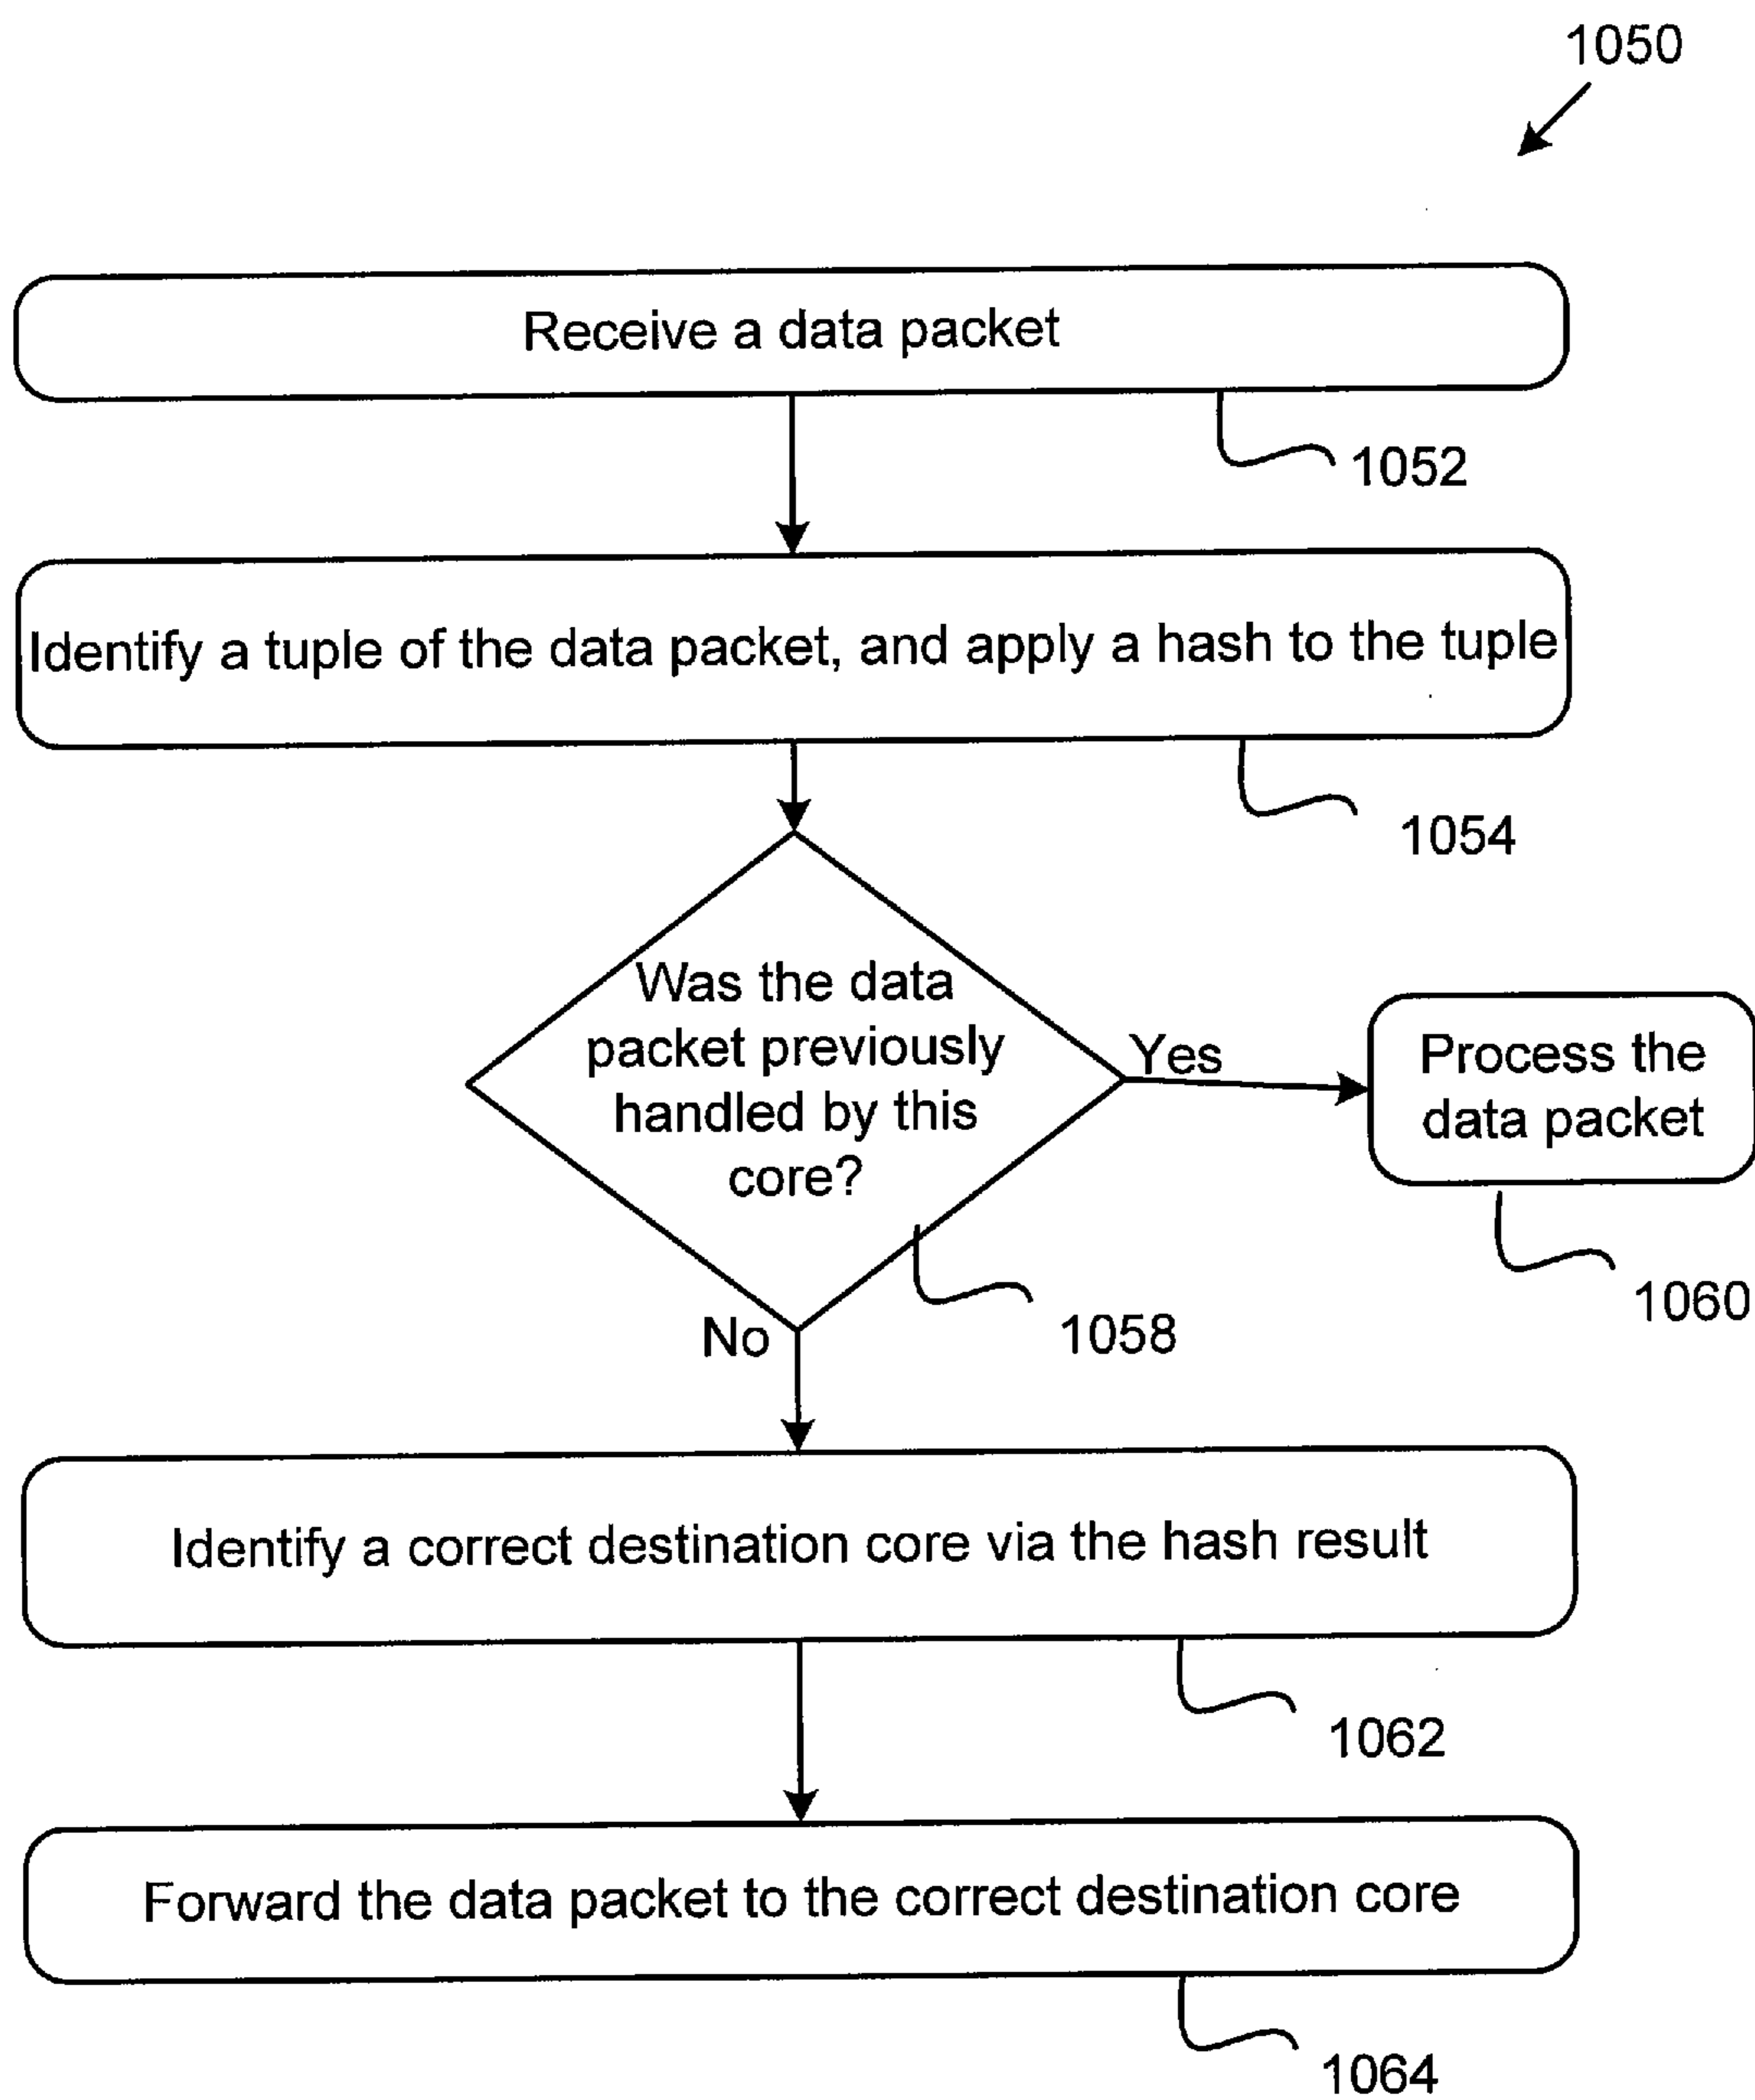 1050
Receive a data packet
1052
Identify a tuple of the data packet, and apply a hash to the tuple
1054
Was the data
packet previously
handled by this
core?
Yes
Process the
data packet
1060
No
1058
Identify a correct destination core via the hash result
1062
Forward the data packet to the correct destination core
1064